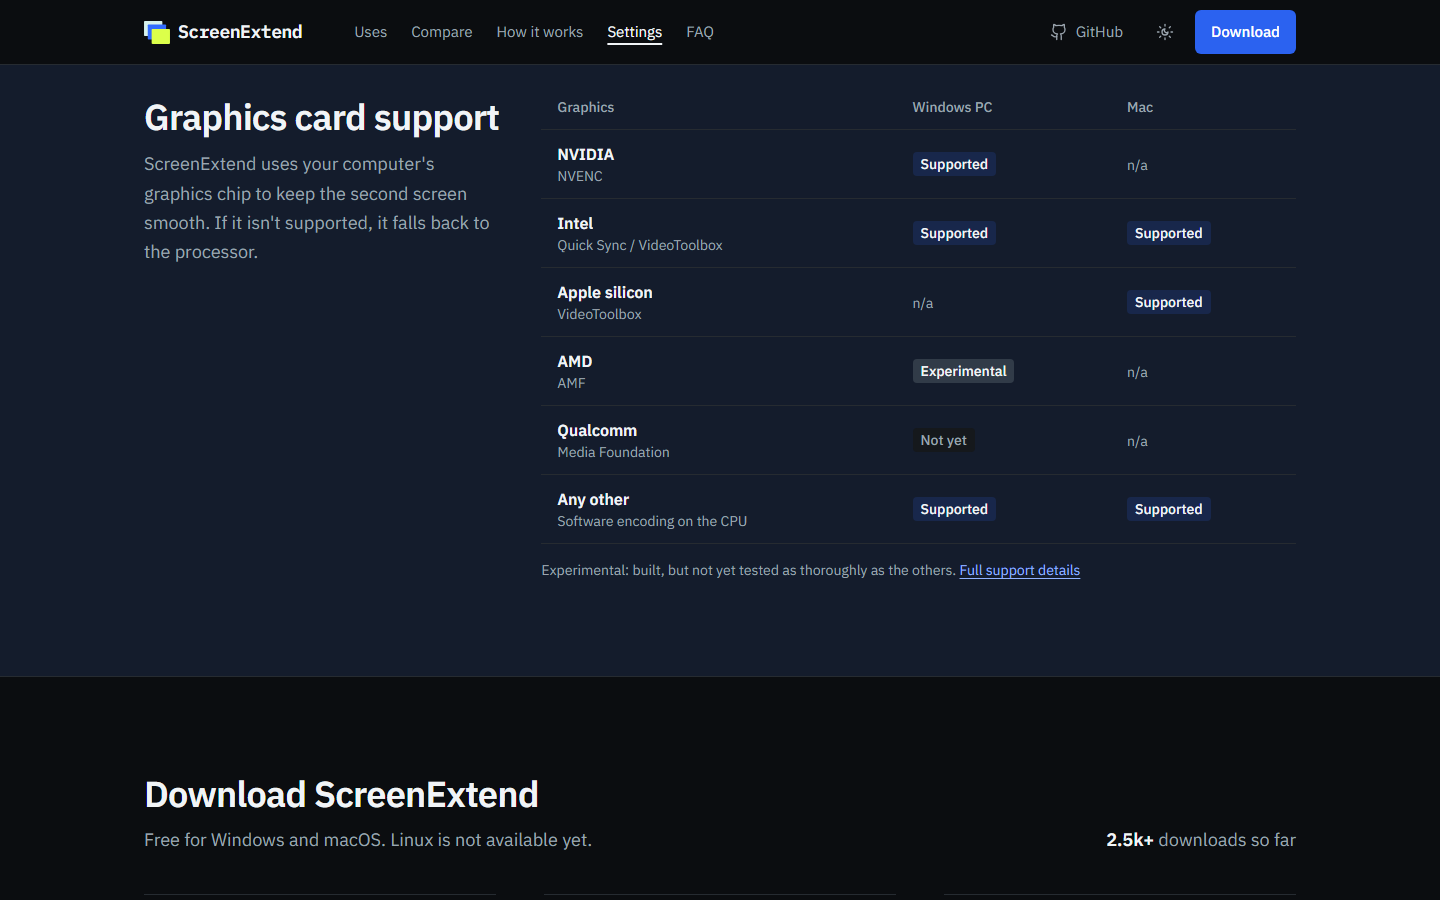 ScreenExtend
Uses
Compare
How it works
Settings
FAQ
GitHub
Download
Graphics card support
ScreenExtend uses your computer's
graphics chip to keep the second screen
smooth. If it isn't supported, it falls back to
the processor.
Graphics Windows PC Mac
NVIDIA
NVENC
Supported
n/a
Intel
Quick Sync / VideoToolbox
Supported
Supported
Apple silicon
VideoToolbox
n/a
Supported
AMD
AMF
Experimental
n/a
Qualcomm
Media Foundation
Not yet
n/a
Any other
Software encoding on the CPU
Supported
Supported
Experimental: built, but not yet tested as thoroughly as the others. Full support details
Download ScreenExtend
Free for Windows and macOS. Linux is not available yet.
2.5k+ downloads so far